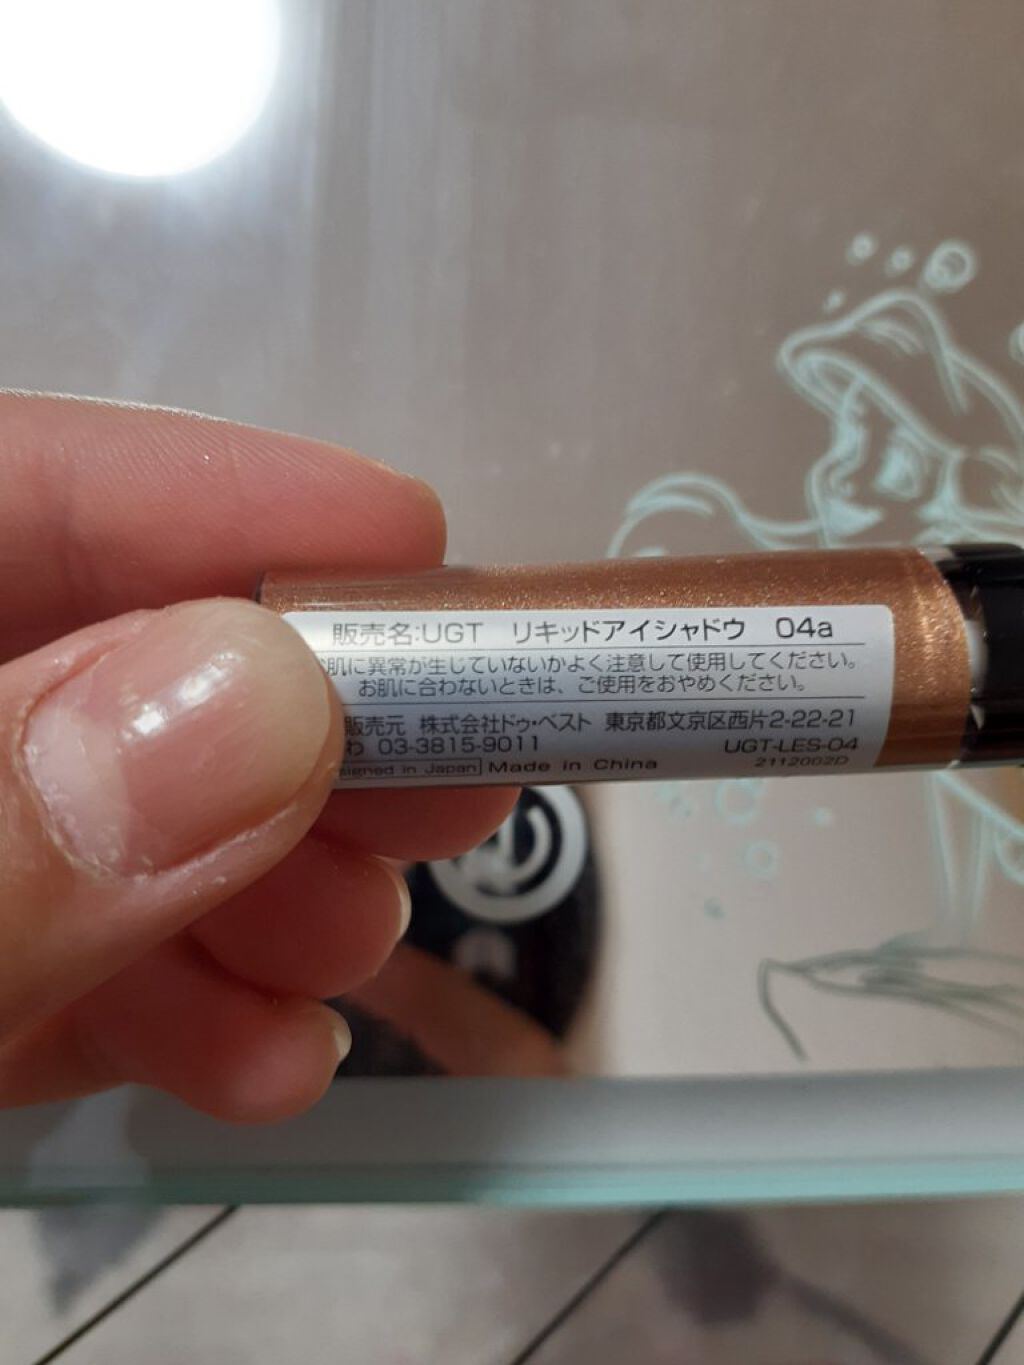 販売名:UGT リキッドアイシャドウ 04a
お肌に異常が生じていないかよく注意して使用してください。
お肌に合わないときは、ご使用をおやめください。
販売元 株式会社ドゥ・ベスト 東京都文京区西片2-22-21
03-3815-9011 UGT-LES-04
in Japan Made in China 2112002D